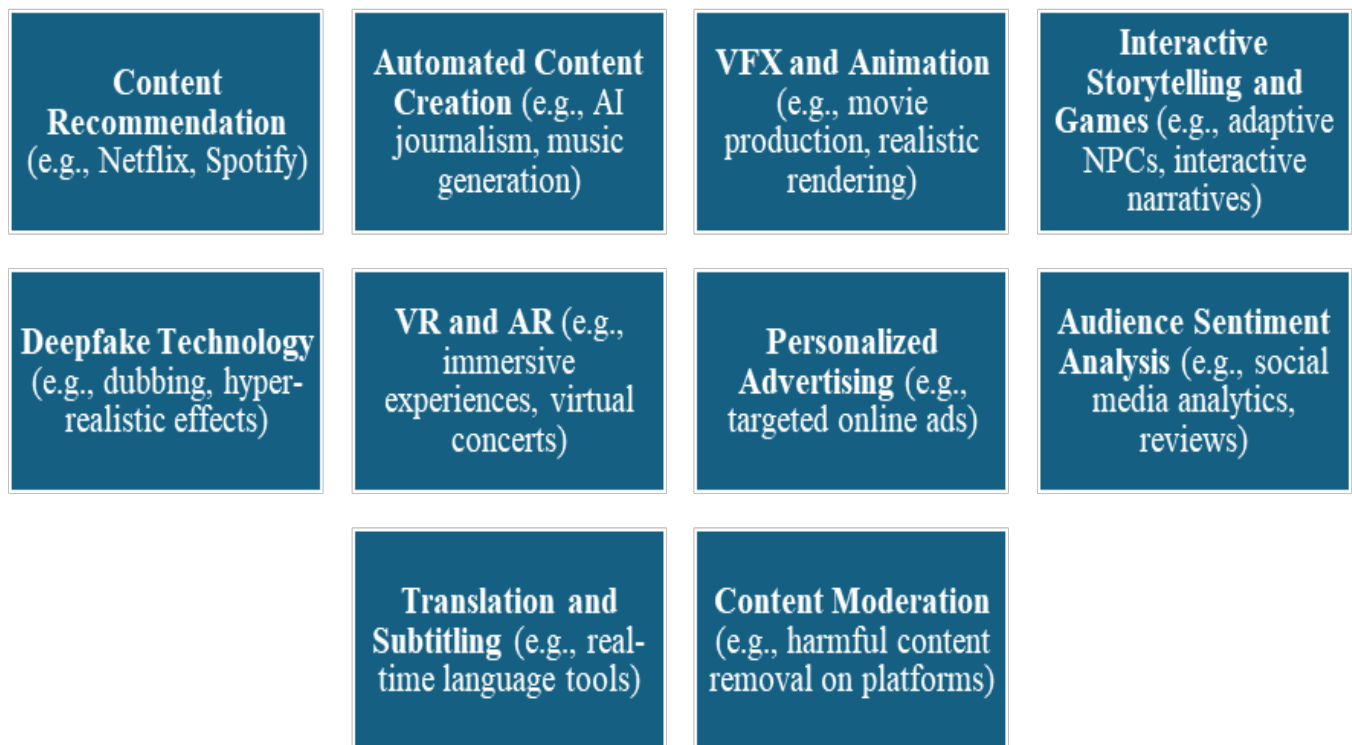 Content
Recommendation
(e.g., Netflix, Spotify)
Automated Content
Creation (e.g., AI
journalism, music
generation)
VFX and Animation
(e.g., movie
production, realistic
rendering)
Interactive
Storytelling and
Games (e.g., adaptive
NPCs, interactive
narratives)
Deepfake Technology
(e.g., dubbing, hyper-
realistic effects)
VR and AR (e.g.,
immersive
experiences, virtual
concerts)
Personalized
Advertising (e.g.,
targeted online ads)
Audience Sentiment
Analysis (e.g., social
media analytics,
reviews)
Translation and
Subtitling (e.g., real-
time language tools)
Content Moderation
(e.g., harmful content
removal on platforms)